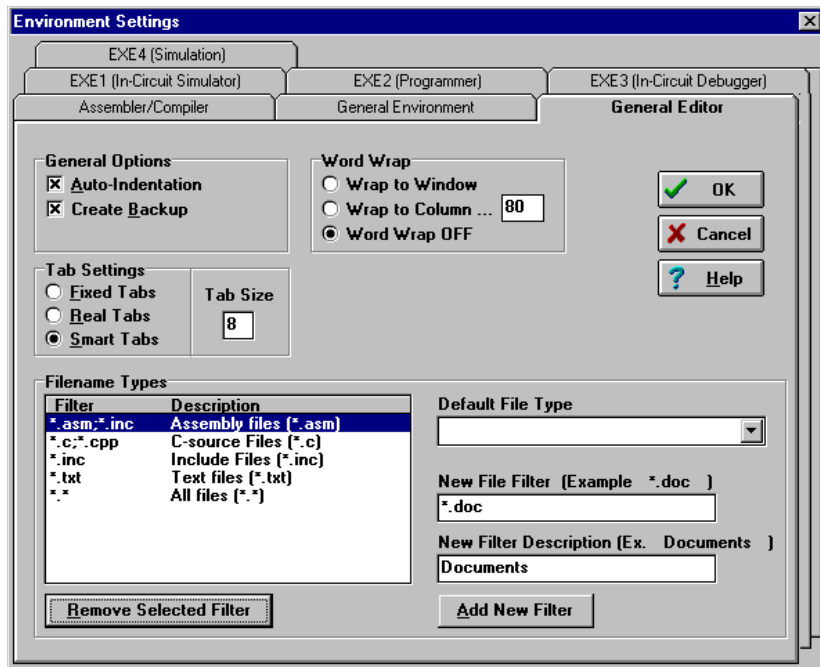 Environment Settings
EXE4 (Simulation)
EXE1 (In-Circuit Simulator) EXE2 (Programmer) EXE3 (In-Circuit Debugger)
Assembler/Compiler General Environment General Editor
General Options
Auto-Indentation
Create Backup
Word Wrap
Wrap to Window
Wrap to Column ... 80
Word Wrap OFF
OK
Cancel
? Help
Tab Settings
Fixed Tabs
Real Tabs
Smart Tabs
Tab Size
8
Filename Types
Filter Description
*.asm;*.inc Assembly files (*.asm)
*.c;*.cpp C-source Files (*.c)
*.inc Include Files (*.inc)
*.txt Text files (*.txt)
*.* All files (*.*)
Remove Selected Filter
Default File Type
New File Filter (Example *.doc )
*.doc
New Filter Description (Ex. Documents )
Documents
Add New Filter